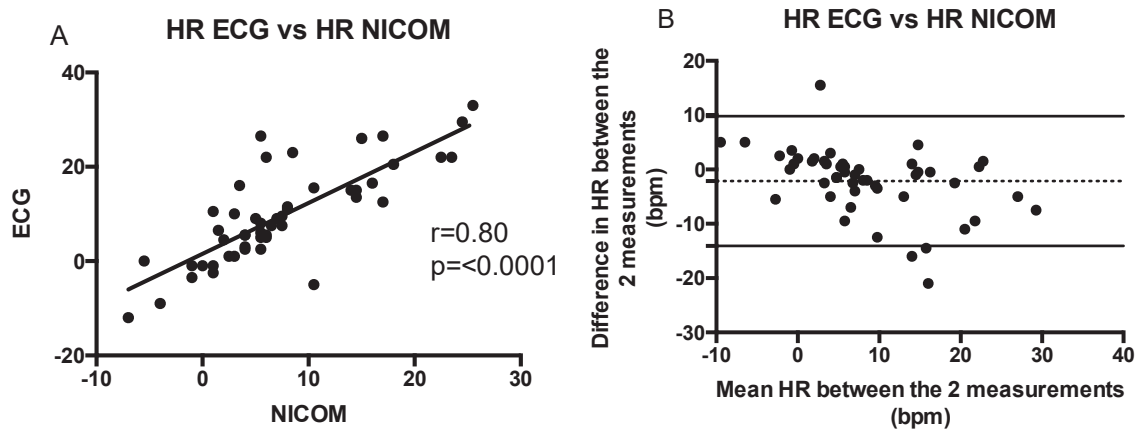 A
HR ECG vs HR NICOM
40
20
0
-20
ECG
-10
0
10
20
30
NICOM
r=0.80
p=<0.0001
B
HR ECG vs HR NICOM
Difference in HR between the
2 measurements
(bpm)
20
10
0
-10
-20
-30
-10
0
10
20
30
40
Mean HR between the 2 measurements
(bpm)